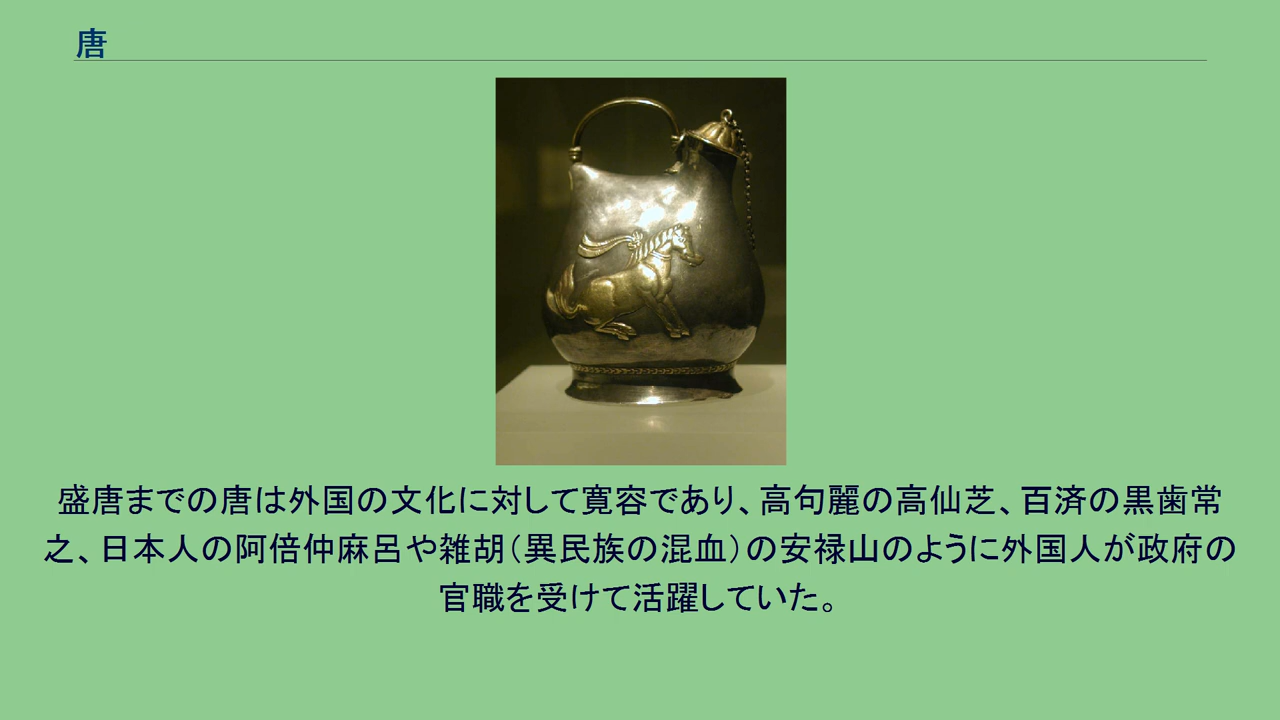 唐
盛唐までの唐は外国の文化に対して寛容であり、高句麗の高仙芝、百済の黒歯常
之、日本人の阿倍仲麻呂や雑胡（異民族の混血）の安禄山のように外国人が政府の
官職を受けて活躍していた。